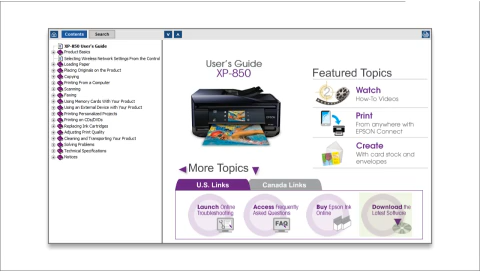 Contents
Search
XP-850 User's Guide
Product Basics
Selecting Wireless Network Settings From the Control
Loading Paper
Placing Originals on the Product
Copying
Printing From a Computer
Scanning
Faxing
Using Memory Cards With Your Product
Using an External Device with Your Product
Printing Personalized Projects
Printing on CDs/DVDs
Replacing Ink Cartridges
Adjusting Print Quality
Cleaning and Transporting Your Product
Solving Problems
Technical Specifications
Notices
User's Guide
XP-850
Featured Topics
Watch
How-To Videos
Print
From anywhere with
EPSON Connect
Create
With card stock and
envelopes
More Topics
U.S. Links
Canada Links
Launch Online
Troubleshooting
Access Frequently
Asked Questions
FAQ
Buy Epson Ink
Online
Download the
Latest Software